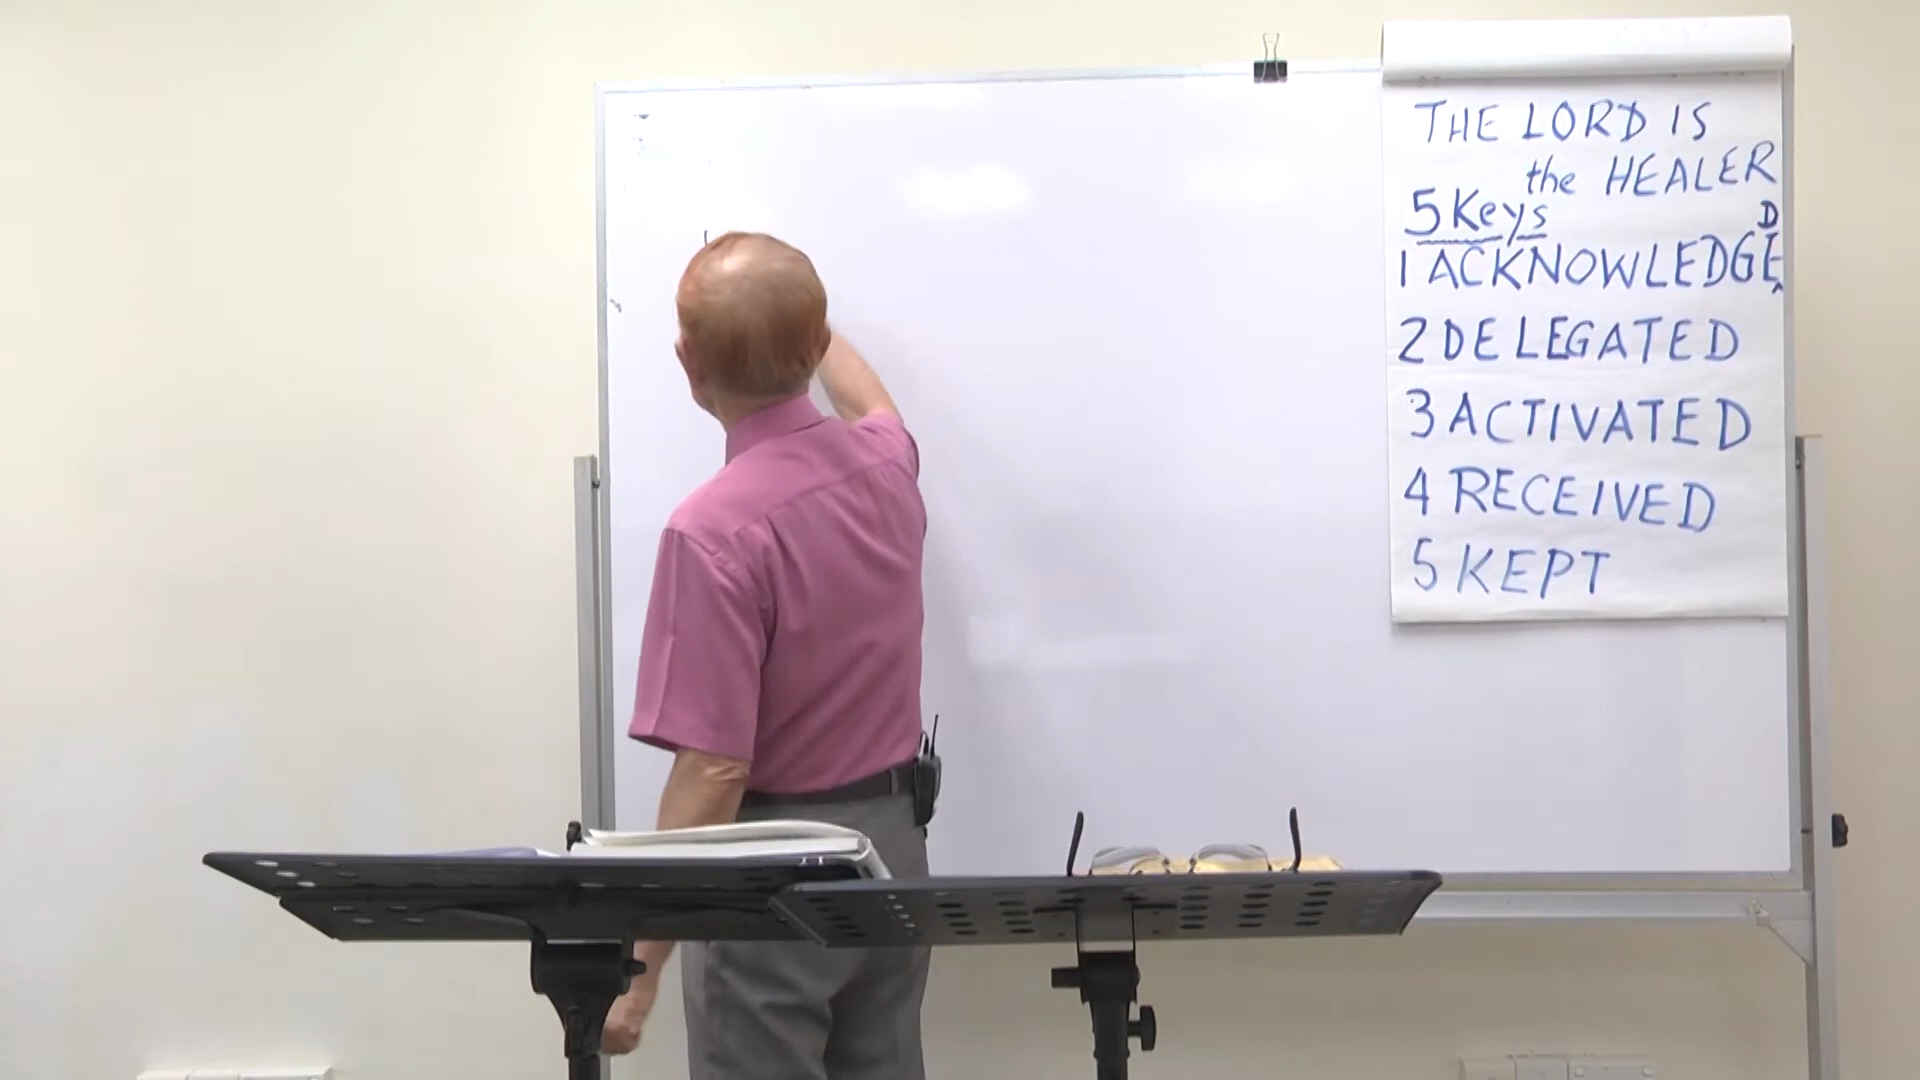 THE LORD IS
the HEALER
5 Keys
1 ACKNOWLEDGED
2 DELEGATED
3 ACTIVATED
4 RECEIVED
5 KEPT